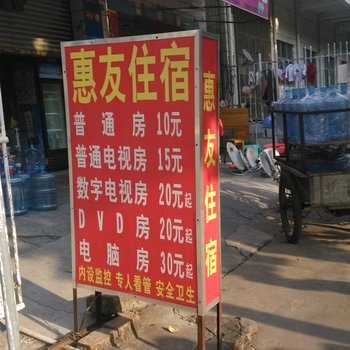 惠友住宿
普通房10元
普通电视房15元
数字电视房20元起
DVD房20元起
电脑房30元起
内设监控 专人看管 安全卫生
惠友住宿